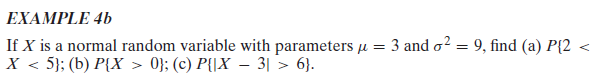 EXAMPLE 4b
If X is a normal random variable with parameters μ = 3 and σ² = 9, find (a) P{2 <
X < 5}; (b) P{X > 0}; (c) P{|X − 3| > 6}.